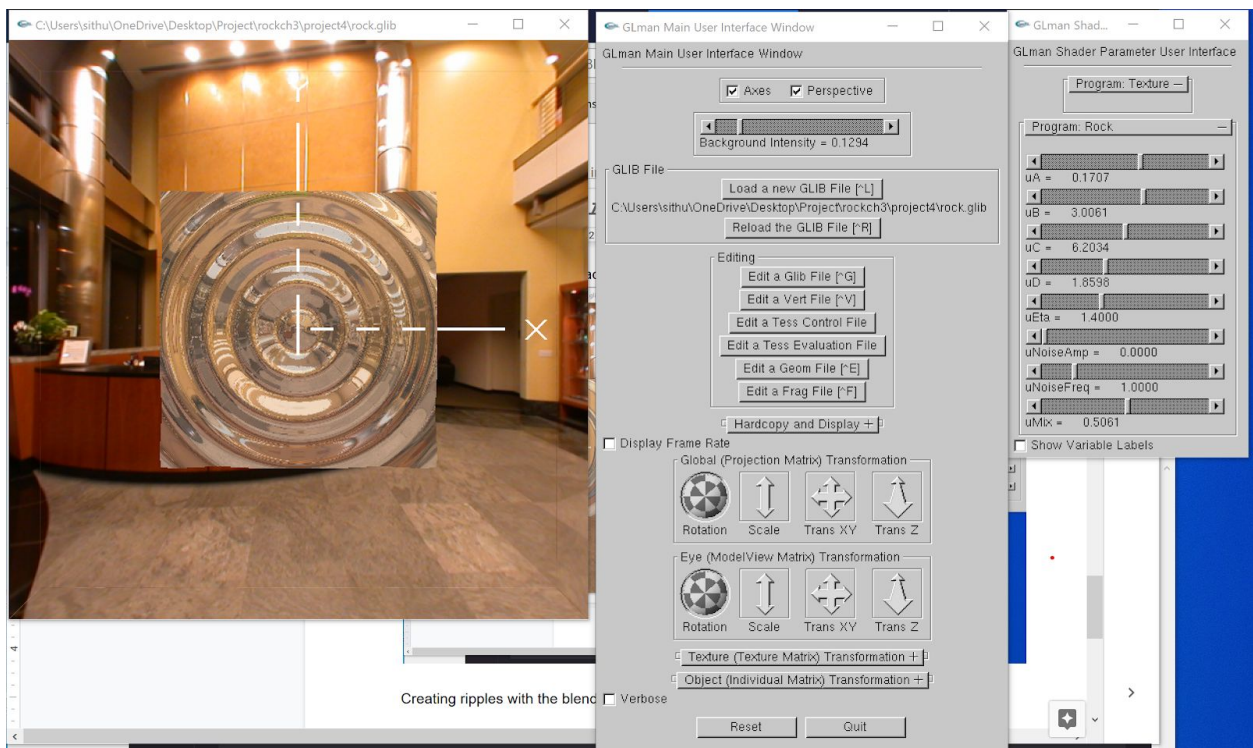 C:\Users\sithu\OneDrive\Desktop\Project\rockch3\project4\rock.glib
GLman Main User Interface Window
GLman Main User Interface Window
Axes
Perspective
Background Intensity = 0.1294
GLIB File
Load a new GLIB File [^L]
C:\Users\sithu\OneDrive\Desktop\Project\rockch3\project4\rock.glib
Reload the GLIB File [^R]
Editing
Edit a Glib File [^G]
Edit a Vert File [^V]
Edit a Tess Control File
Edit a Tess Evaluation File
Edit a Geom File [^E]
Edit a Frag File [^F]
Hardcopy and Display
Display Frame Rate
Global (Projection Matrix) Transformation
Rotation Scale Trans XY Trans Z
Eye (ModelView Matrix) Transformation
Rotation Scale Trans XY Trans Z
Texture (Texture Matrix) Transformation
Object (Individual Matrix) Transformation
Verbose
Reset Quit
GLman Shad...
GLman Shader Parameter User Interface
Program: Texture
Program: Rock
uA = 0.1707
uB = 3.0061
uC = 6.2034
uD = 1.8598
uEta = 1.4000
uNoiseAmp = 0.0000
uNoiseFreq = 1.0000
uMix = 0.5061
Show Variable Labels
X
4
Creating ripples with the blend